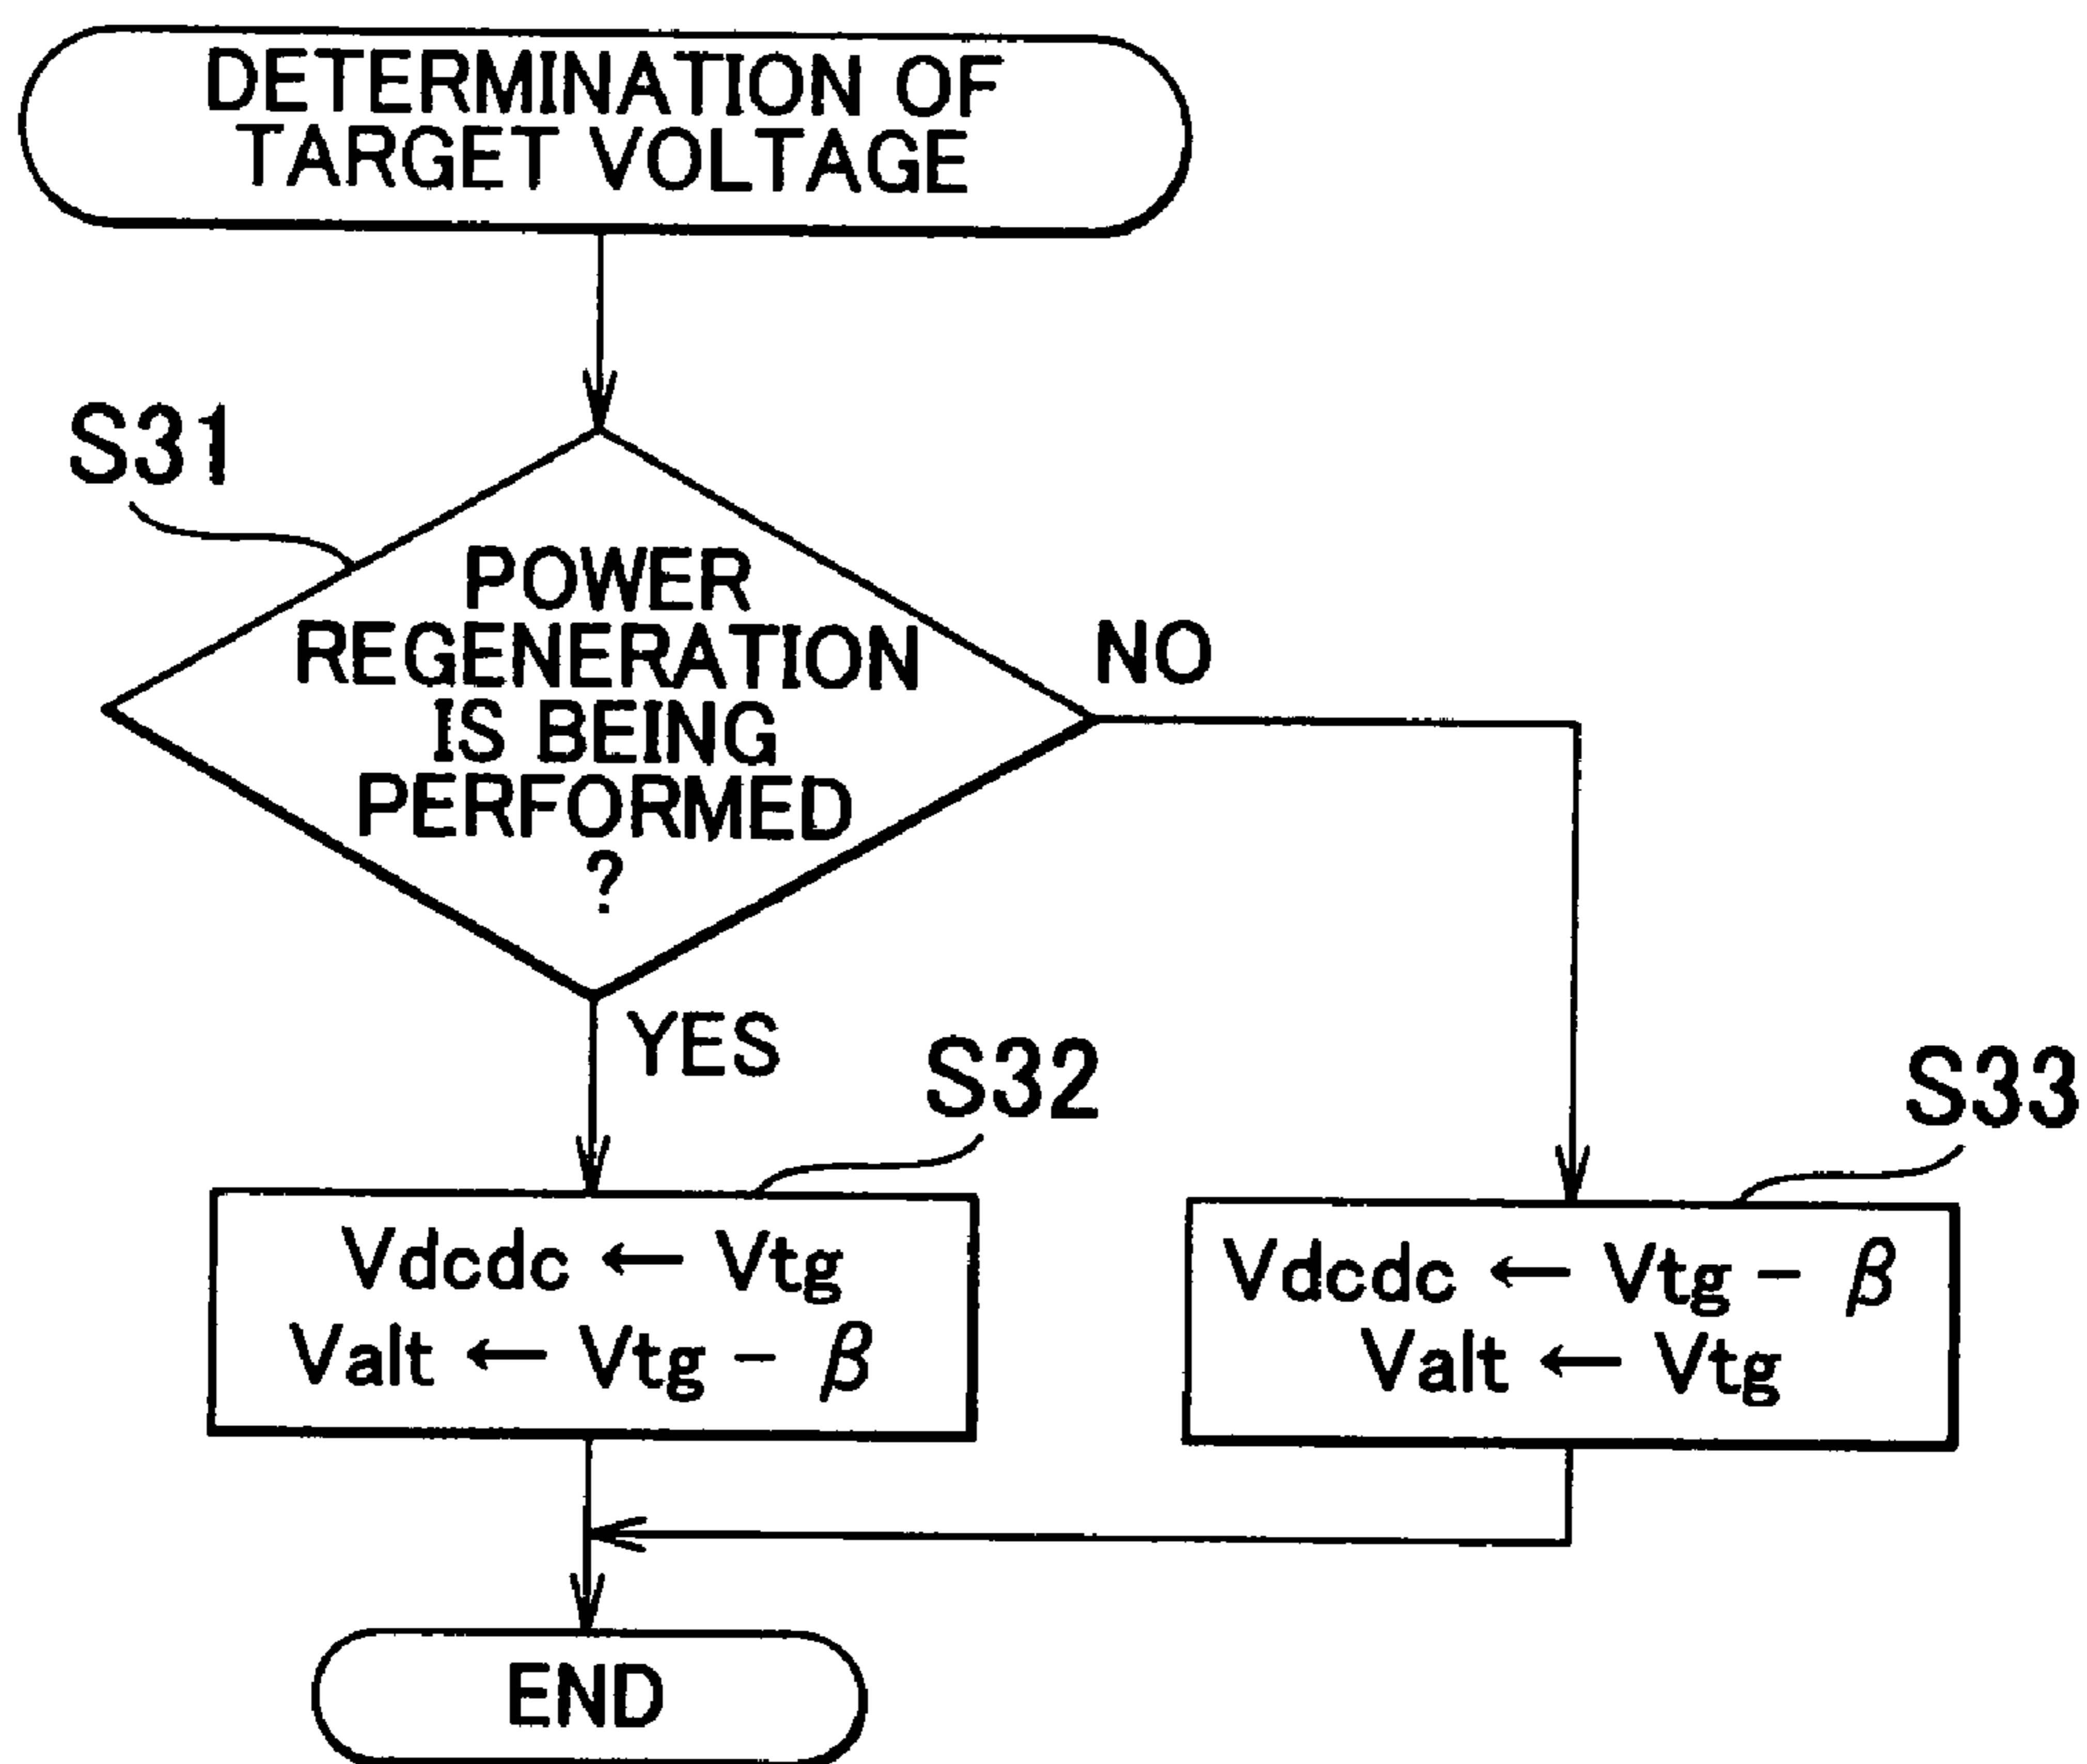 DETERMINATION OF
TARGET VOLTAGE
S31
POWER
REGENERATION
IS BEING
PERFORMED
?
NO
YES
S32
S33
Vdcdc ← Vtg
Valt ← Vtg − β
Vdcdc ← Vtg − β
Valt ← Vtg
END